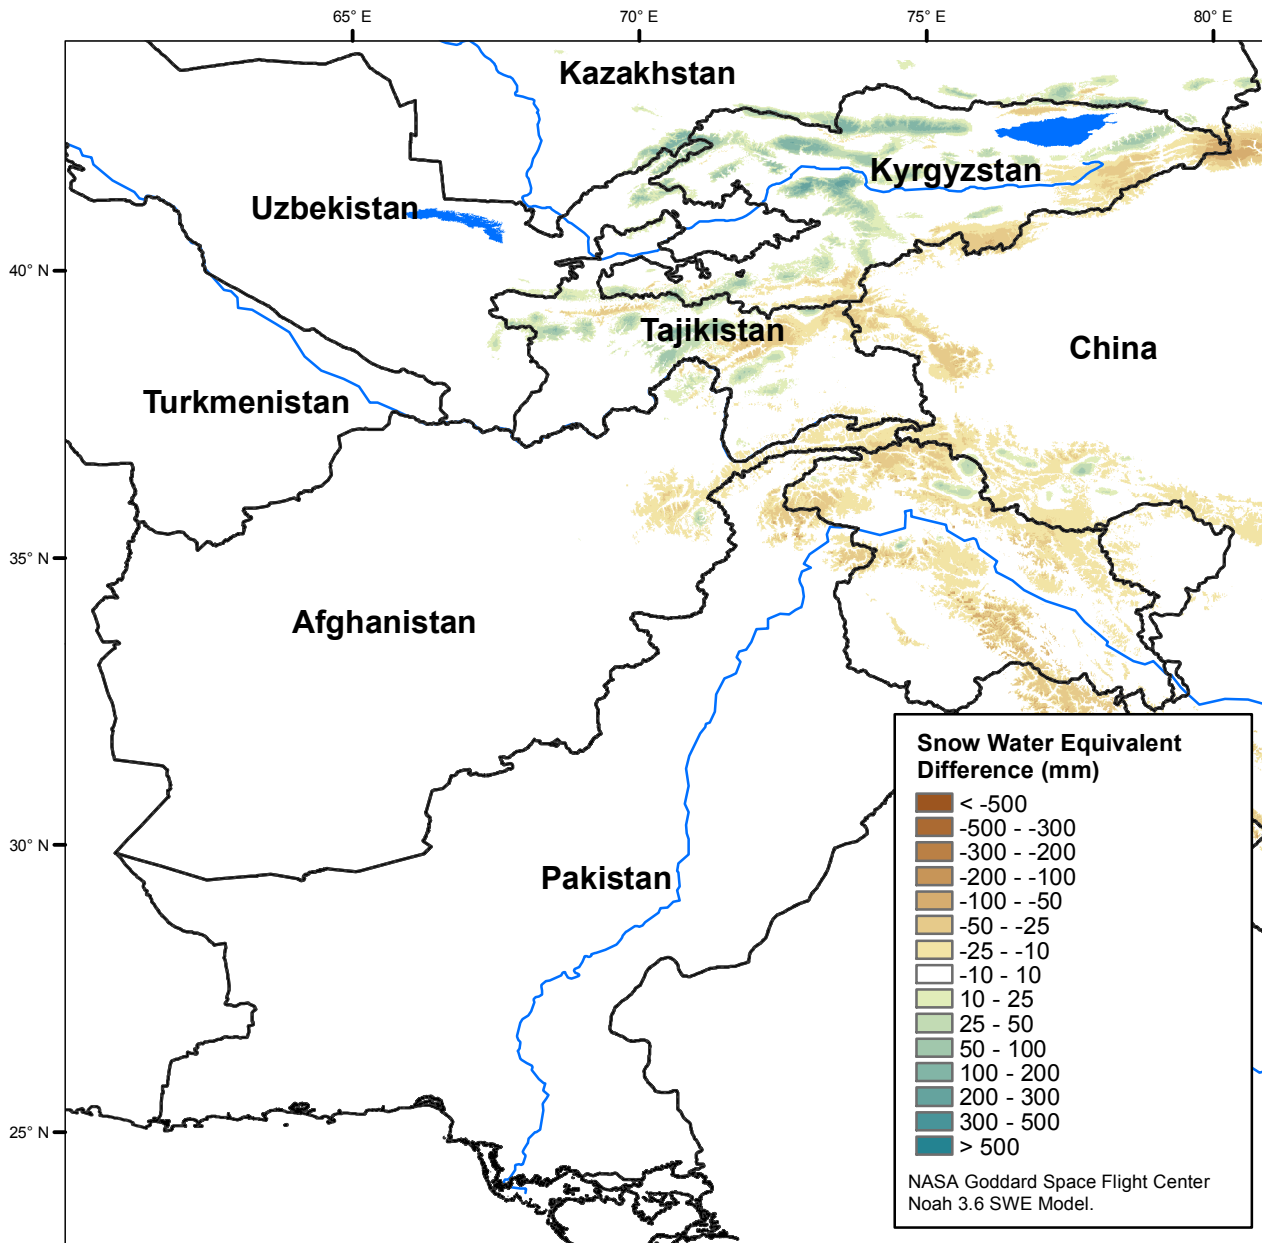 65° E
70° E
75° E
80° E
Kazakhstan
Kyrgyzstan
Uzbekistan
40° N
Tajikistan
China
Turkmenistan
35° N
Afghanistan
30° N
Pakistan
25° N
Snow Water Equivalent
Difference (mm)
< -500
-500 - -300
-300 - -200
-200 - -100
-100 - -50
-50 - -25
-25 - -10
-10 - 10
10 - 25
25 - 50
50 - 100
100 - 200
200 - 300
300 - 500
> 500
NASA Goddard Space Flight Center
Noah 3.6 SWE Model.